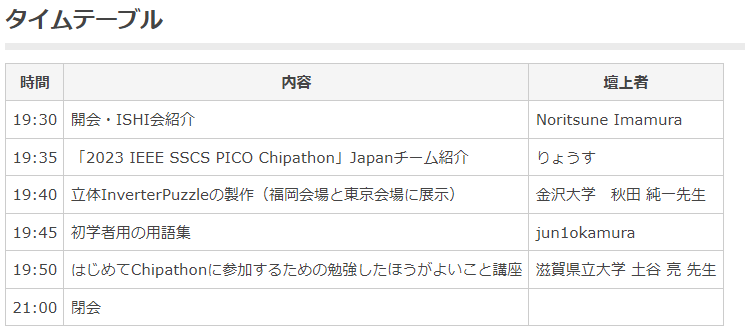 タイムテーブル
時間 内容 壇上者
19:30 開会・ISHI会紹介 Noritsune Imamura
19:35 「2023 IEEE SSCS PICO Chipathon」Japanチーム紹介 りょうす
19:40 立体InverterPuzzleの製作（福岡会場と東京会場に展示） 金沢大学　秋田 純一先生
19:45 初学者用の用語集 jun1okamura
19:50 はじめてChipathonに参加するための勉強したほうがよいこと講座 滋賀県立大学 土谷 亮 先生
21:00 閉会